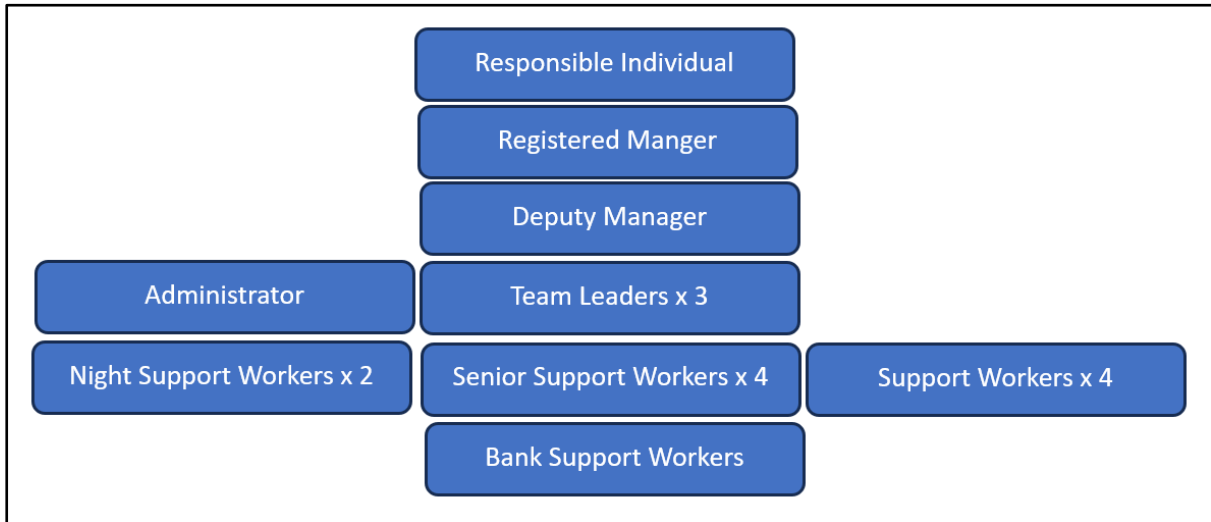 Responsible Individual
Registered Manger
Deputy Manager
Administrator
Team Leaders x 3
Night Support Workers x 2
Senior Support Workers x 4
Support Workers x 4
Bank Support Workers